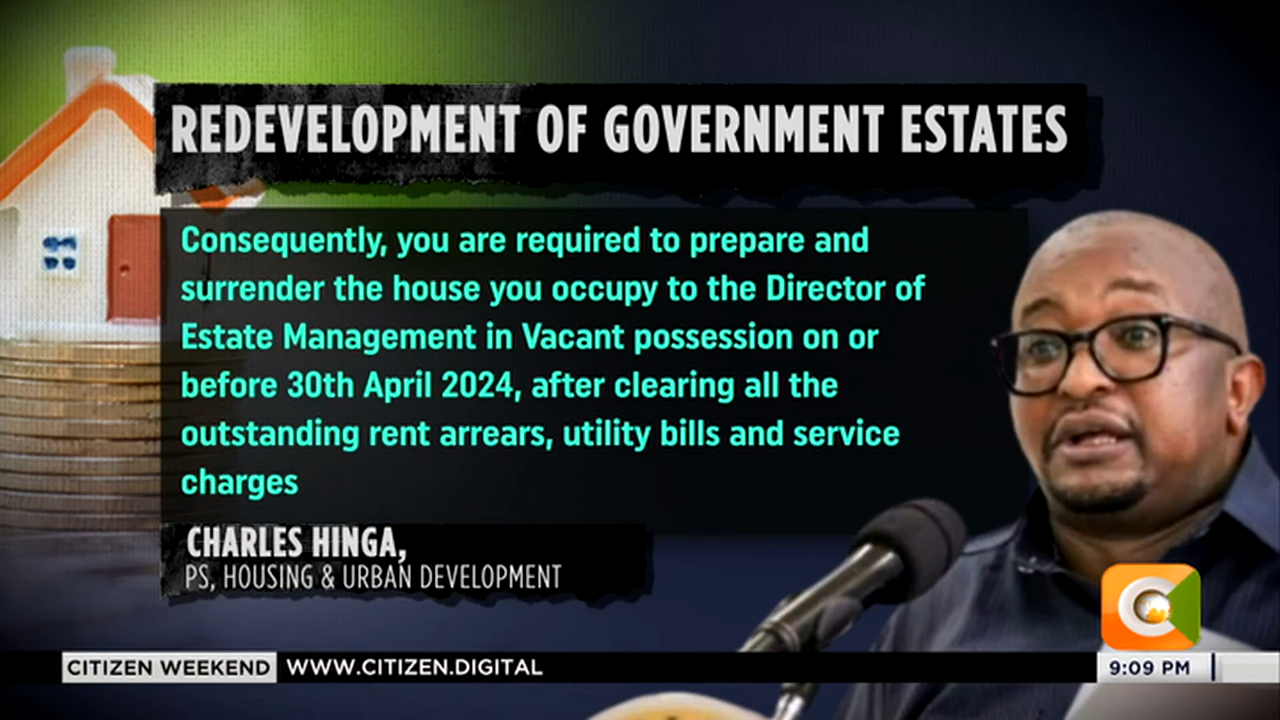 REDEVELOPMENT OF GOVERNMENT ESTATES
Consequently, you are required to prepare and
surrender the house you occupy to the Director of
Estate Management in Vacant possession on or
before 30th April 2024, after clearing all the
outstanding rent arrears, utility bills and service
charges
CHARLES HINGA,
PS, HOUSING & URBAN DEVELOPMENT
CITIZEN WEEKEND WWW.CITIZEN.DIGITAL 9:09 PM